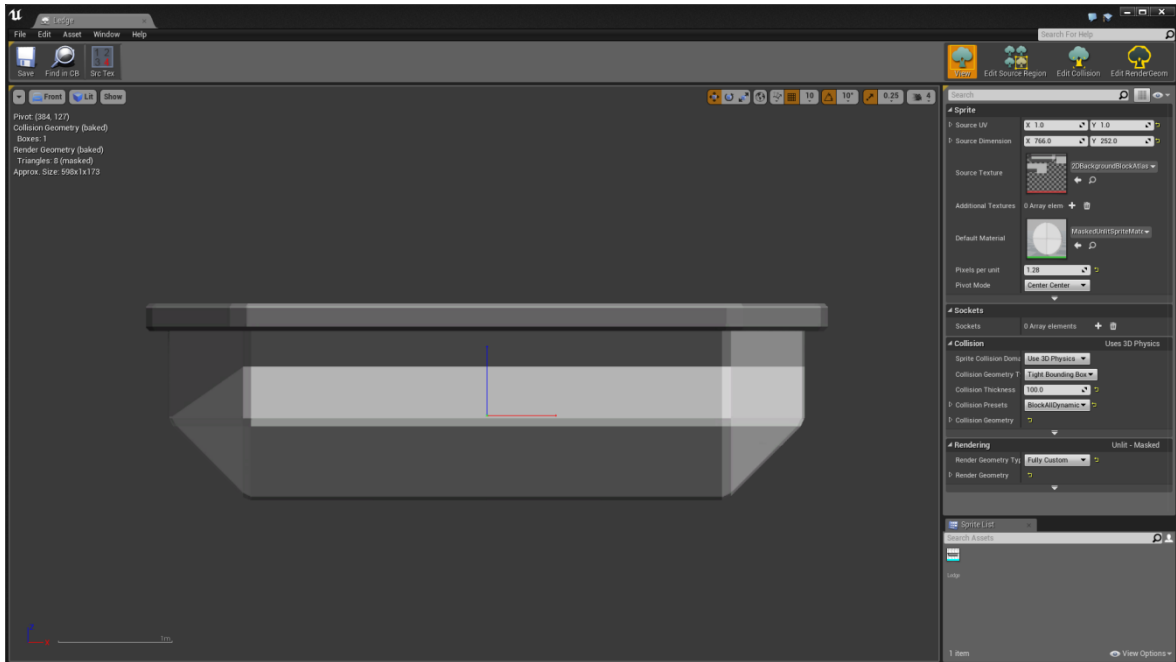 Ledge
File Edit Asset Window Help
Search For Help
Save Find in CB Src Tex
View Edit Source Region Edit Collision Edit RenderGeom
Front Lit Show
10 10° 0.25 4
Pivot: (384, 127)
Collision Geometry (baked)
Boxes: 1
Render Geometry (baked)
Triangles: 8 (masked)
Approx. Size: 598x1x173
Search
Sprite
Source UV X 1.0 Y 1.0
Source Dimension X 766.0 Y 252.0
Source Texture 2DBackgroundBlockAtlas
Additional Textures 0 Array elem
Default Material MaskedUnlitSpriteMate
Pixels per unit 1.28
Pivot Mode Center Center
Sockets
Sockets 0 Array elements
Collision Uses 3D Physics
Sprite Collision Doma Use 3D Physics
Collision Geometry T Tight Bounding Box
Collision Thickness 100.0
Collision Presets BlockAllDynamic
Collision Geometry
Rendering Unlit - Masked
Render Geometry Typ Fully Custom
Render Geometry
Sprite List
Search Assets
Ledge
1 item View Options
Z
X
1m